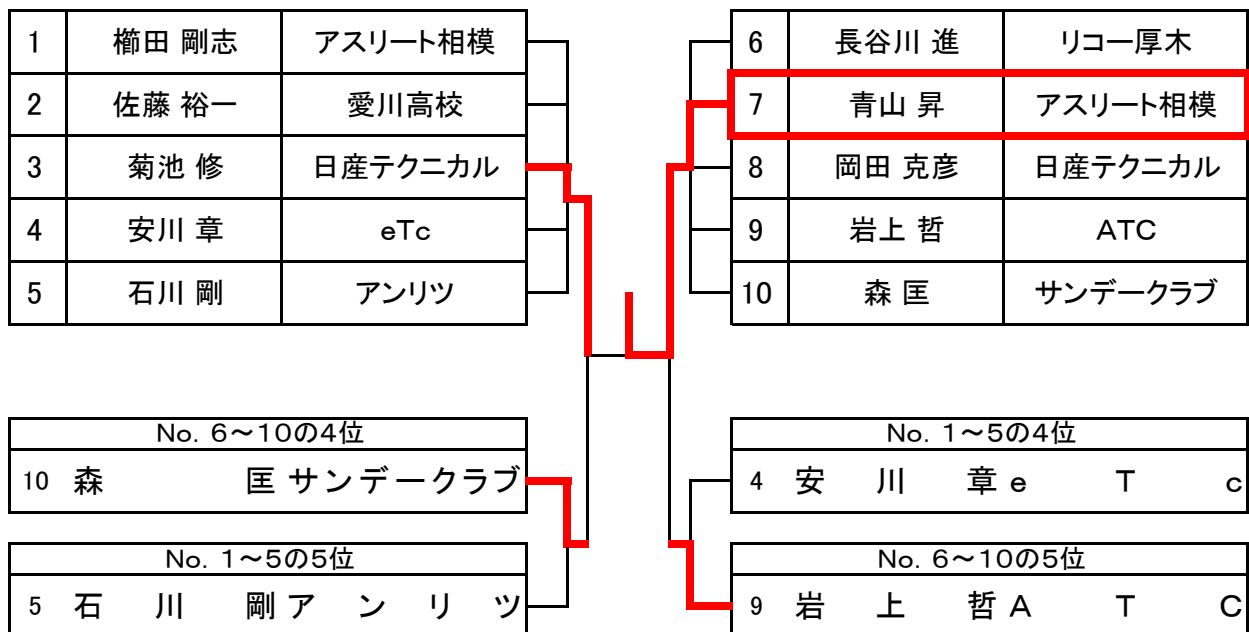 1 櫛田 剛志 アスリート相模
2 佐藤 裕一 愛川高校
3 菊池 修 日産テクニカル
4 安川 章 eTc
5 石川 剛 アンリツ
6 長谷川 進 リコー厚木
7 青山 昇 アスリート相模
8 岡田 克彦 日産テクニカル
9 岩上 哲 ATC
10 森 匡 サンデークラブ
No. 6～10の4位
10 森 匡 サンデークラブ
No. 1～5の5位
5 石川 剛 アンリツ
No. 1～5の4位
4 安川 章 eTc
No. 6～10の5位
9 岩上 哲 ATC